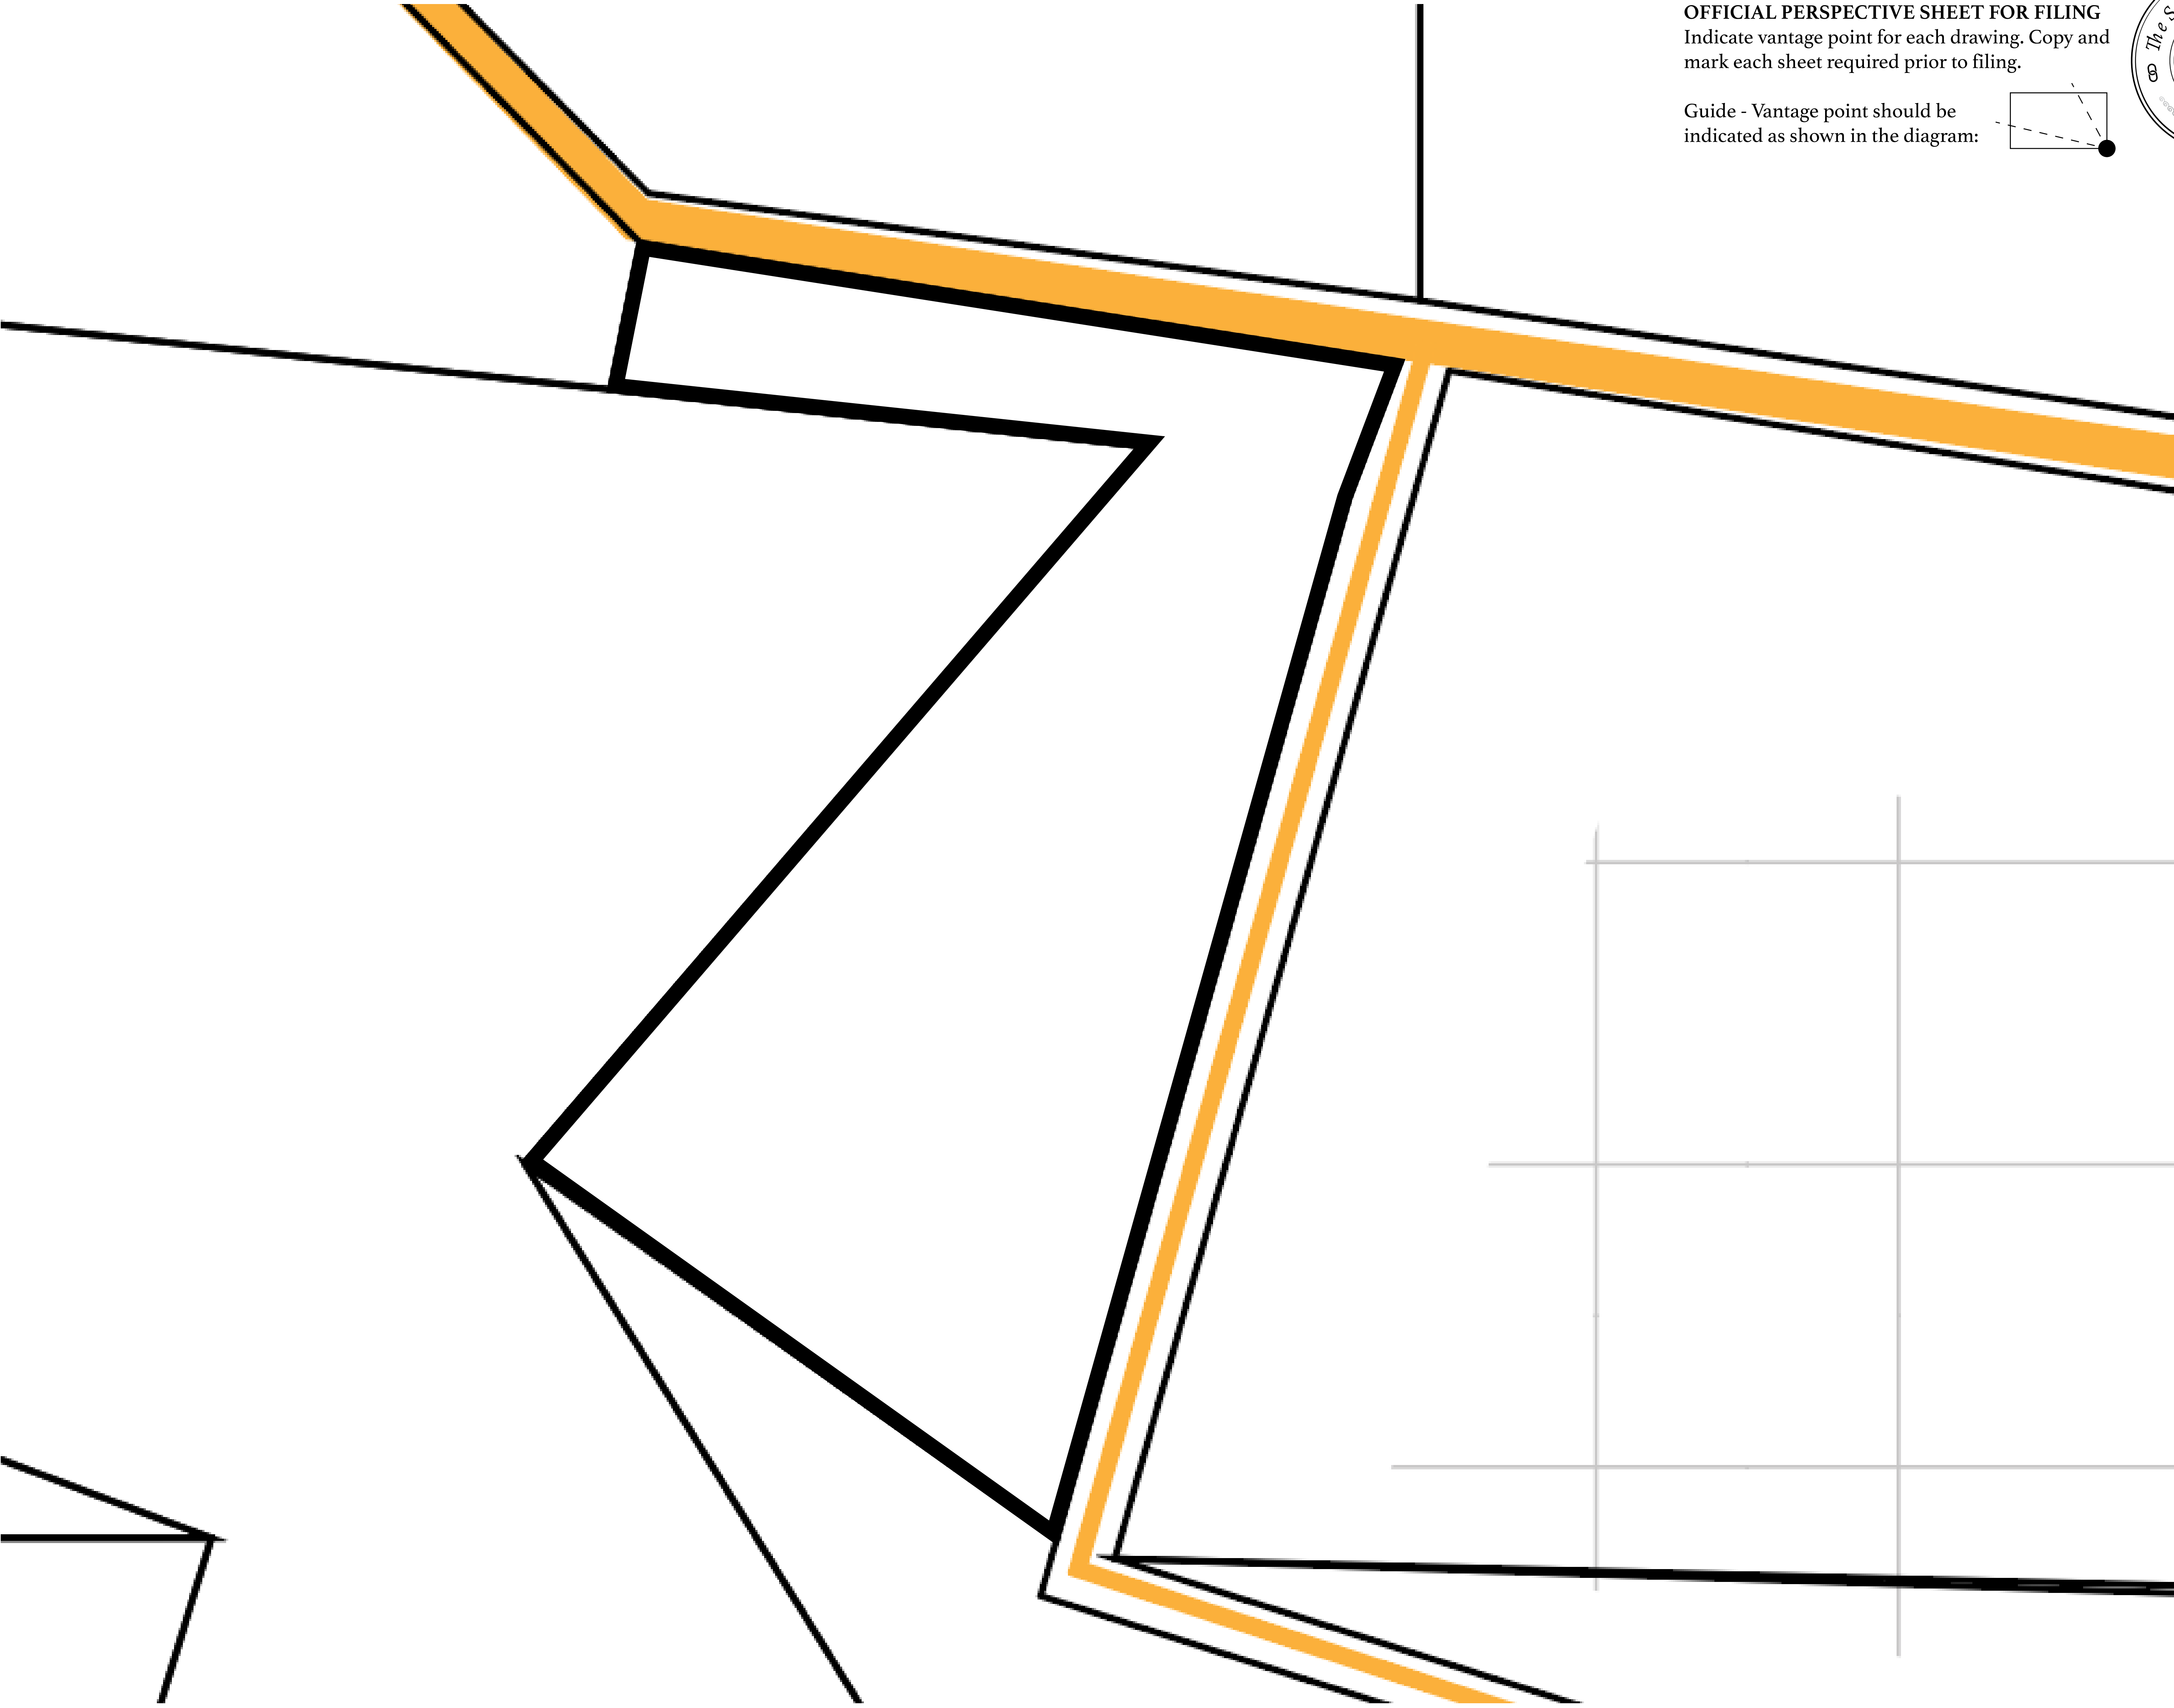 OFFICIAL PERSPECTIVE SHEET FOR FILING
Indicate vantage point for each drawing. Copy and
mark each sheet required prior to filing.
Guide - Vantage point should be
indicated as shown in the diagram:
The